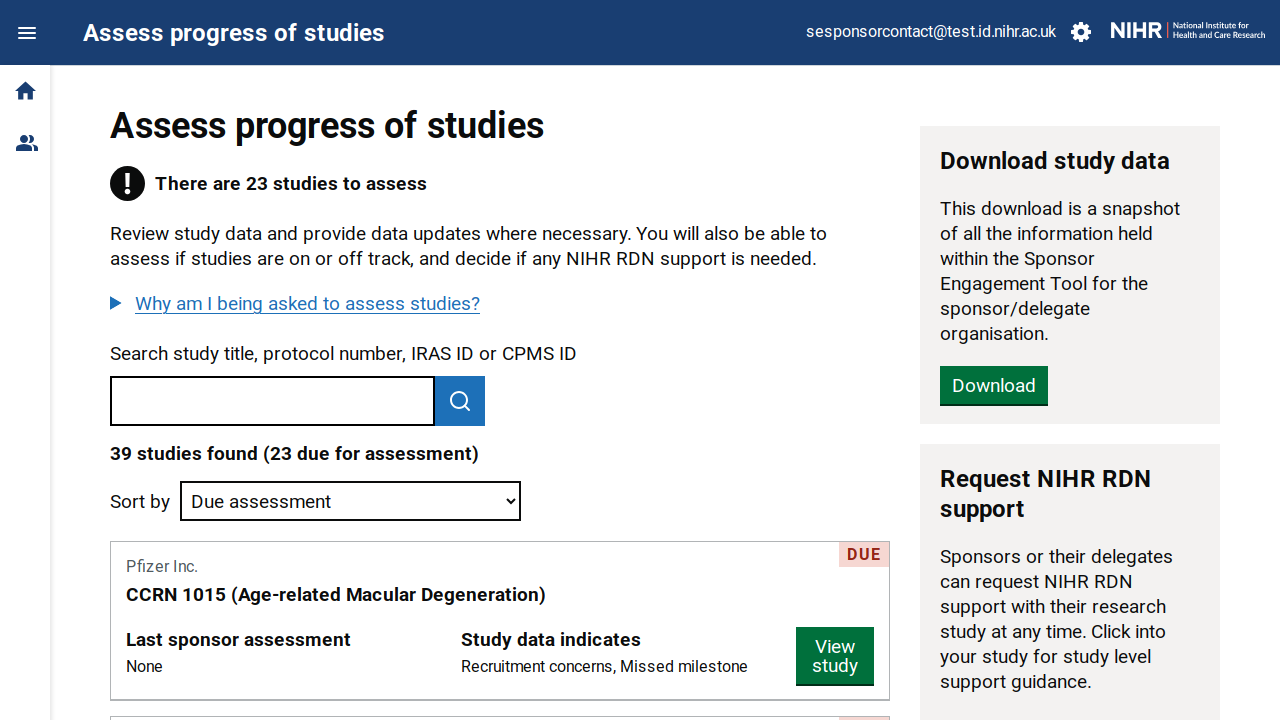 Assess progress of studies
sesponsorcontact@test.id.nihr.ac.uk
NIHR | National Institute for
Health and Care Research
Assess progress of studies
There are 23 studies to assess
Review study data and provide data updates where necessary. You will also be able to
assess if studies are on or off track, and decide if any NIHR RDN support is needed.
Why am I being asked to assess studies?
Search study title, protocol number, IRAS ID or CPMS ID
39 studies found (23 due for assessment)
Sort by
Due assessment
DUE
Pfizer Inc.
CCRN 1015 (Age-related Macular Degeneration)
Last sponsor assessment
None
Study data indicates
Recruitment concerns, Missed milestone
View
study
Download study data
This download is a snapshot
of all the information held
within the Sponsor
Engagement Tool for the
sponsor/delegate
organisation.
Download
Request NIHR RDN
support
Sponsors or their delegates
can request NIHR RDN
support with their research
study at any time. Click into
your study for study level
support guidance.